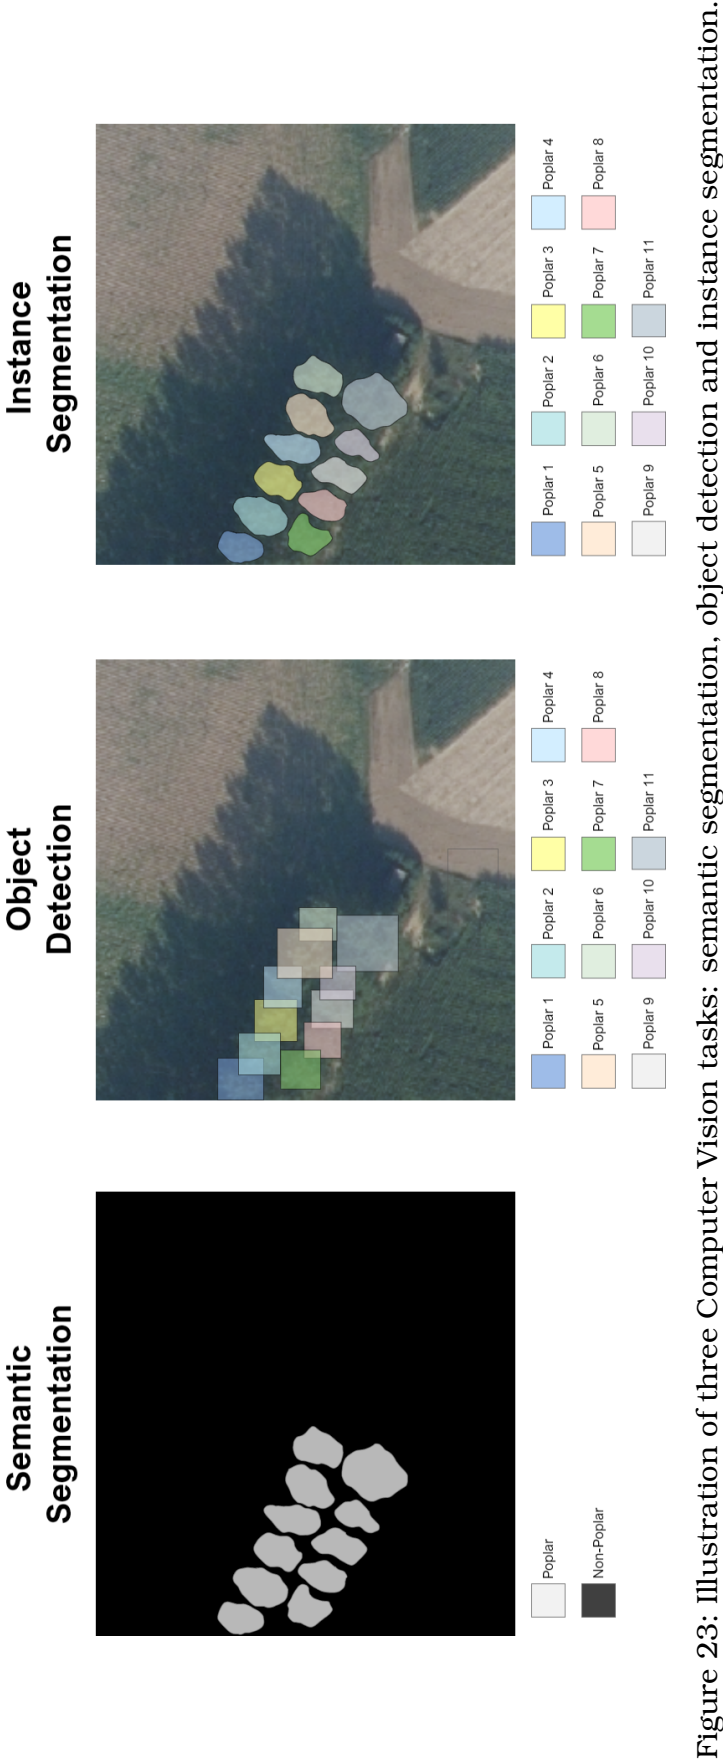 Semantic
Segmentation
Object
Detection
Instance
Segmentation
Poplar
Non-Poplar
Poplar 1 Poplar 2 Poplar 3 Poplar 4
Poplar 5 Poplar 6 Poplar 7 Poplar 8
Poplar 9 Poplar 10 Poplar 11
Poplar 1 Poplar 2 Poplar 3 Poplar 4
Poplar 5 Poplar 6 Poplar 7 Poplar 8
Poplar 9 Poplar 10 Poplar 11
Figure 23: Illustration of three Computer Vision tasks: semantic segmentation, object detection and instance segmentation.